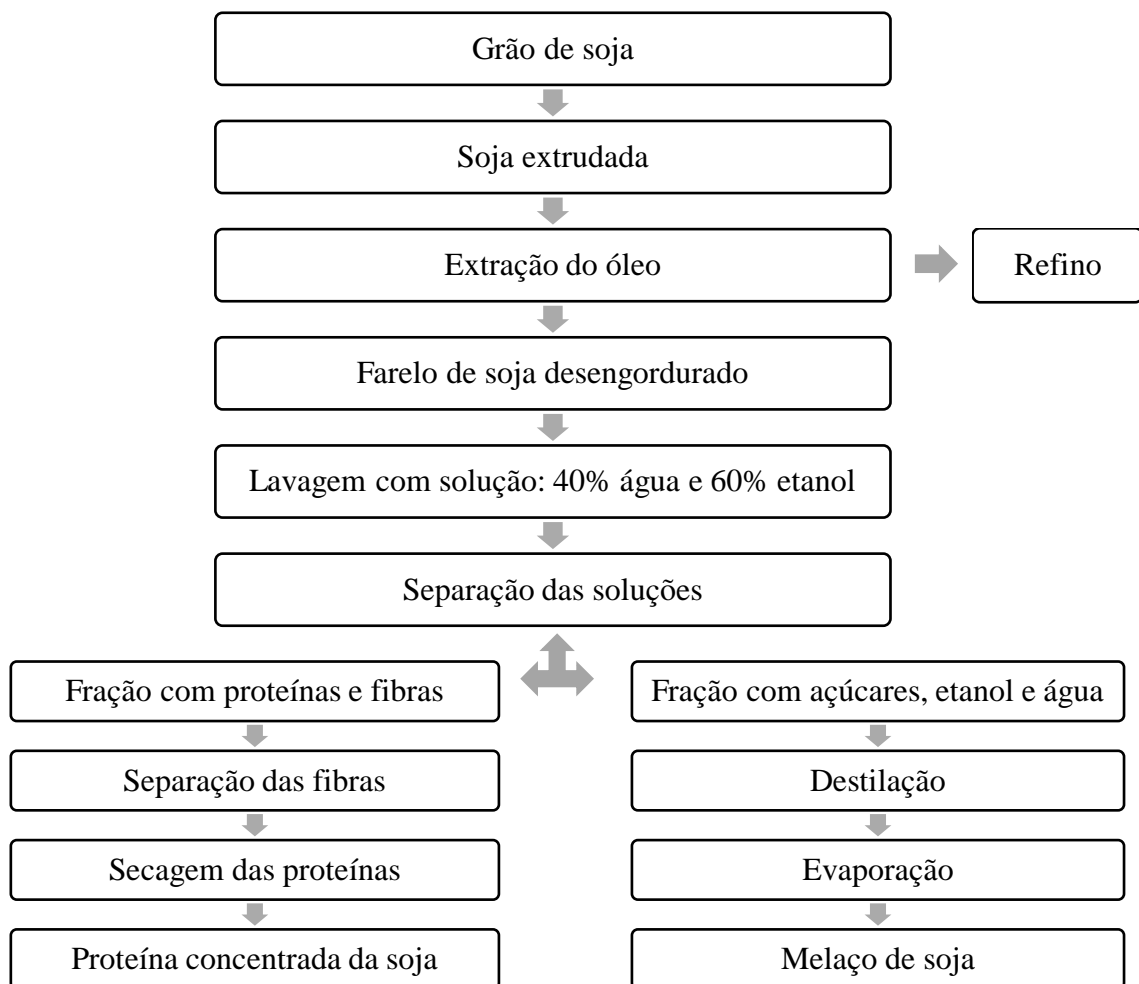 Grão de soja
Soja extrudada
Extração do óleo
Refino
Farelo de soja desengordurado
Lavagem com solução: 40% água e 60% etanol
Separação das soluções
Fração com proteínas e fibras
Fração com açúcares, etanol e água
Separação das fibras
Destilação
Secagem das proteínas
Evaporação
Proteína concentrada da soja
Melaço de soja